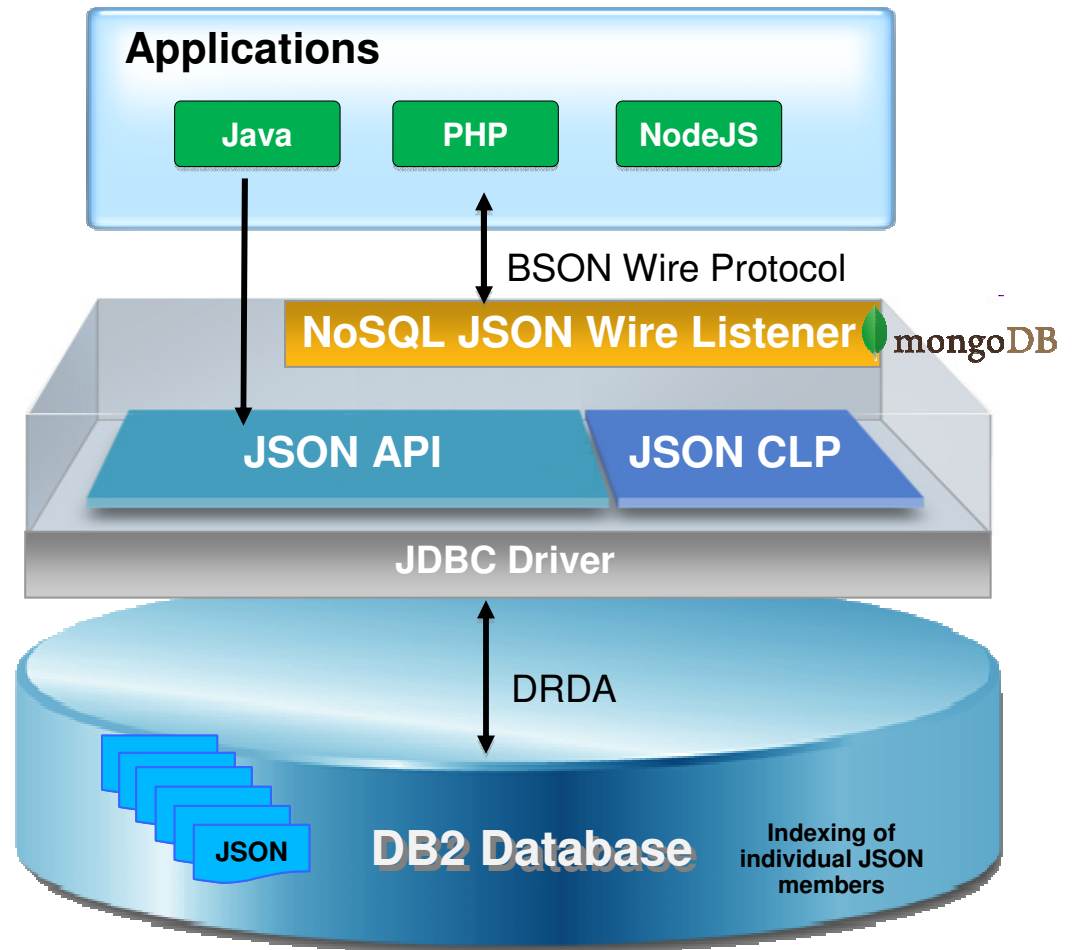 Applications
Java
PHP
NodeJS
BSON Wire Protocol
NoSQL JSON Wire Listener
mongoDB
JSON API
JSON CLP
JDBC Driver
DRDA
JSON
DB2 Database
Indexing of
individual JSON
members